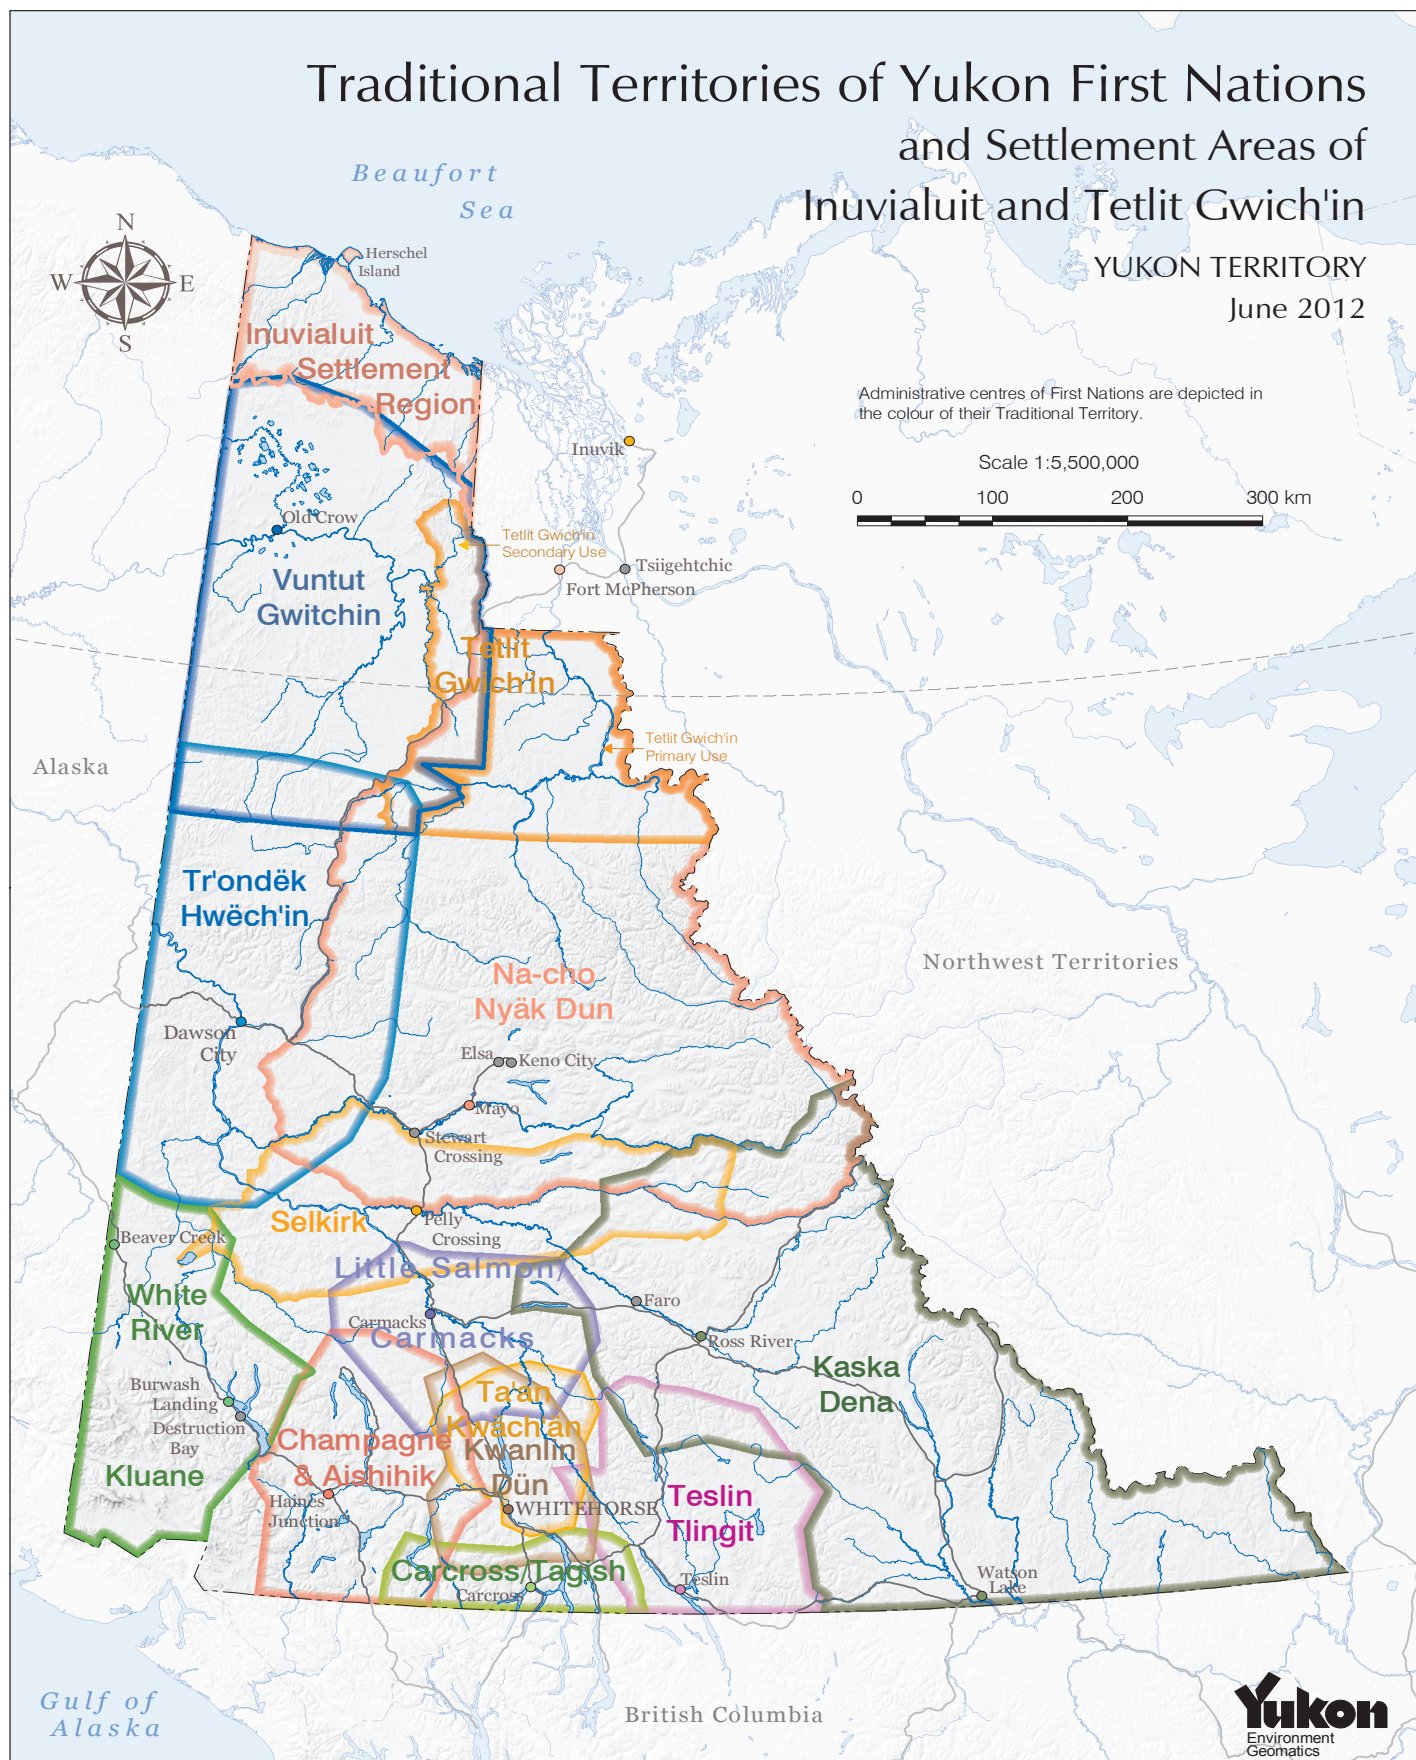 Traditional Territories of Yukon First Nations
and Settlement Areas of
Inuvialuit and Tetlit Gwich'in
YUKON TERRITORY
June 2012
Beaufort
Sea
N
W
E
S
Herschel
Island
Inuvialuit
Settlement
Region
Administrative centres of First Nations are depicted in
the colour of their Traditional Territory.
Scale 1:5,500,000
0 100 200 300 km
Inuvik
Old Crow
Tetlit Gwich'in
Secondary Use
Tsiigehtchic
Fort McPherson
Vuntut
Gwitchin
Tetlit
Gwich'in
Tetlit Gwich'in
Primary Use
Alaska
Tr'ondëk
Hwëch'in
Northwest Territories
Na-cho
Nyäk Dun
Dawson
City
Elsa
Keno City
Mayo
Stewart
Crossing
Selkirk
Pelly
Crossing
Beaver Creek
Little Salmon/
Carmacks
White
River
Carmacks
Faro
Ross River
Kaska
Dena
Burwash
Landing
Destruction
Bay
Ta'an
Kwäch'än
Kwanlin
Dün
Champagne
& Aishihik
Kluane
Haines
Junction
WHITEHORSE
Teslin
Tlingit
Carcross/Tagish
Carcross
Teslin
Watson
Lake
Gulf of
Alaska
British Columbia
Yukon
Environment
Geomatics